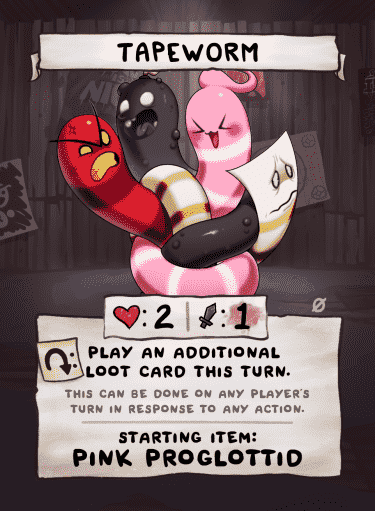 TAPEWORM
:2 | :1
PLAY AN ADDITIONAL
LOOT CARD THIS TURN.
THIS CAN BE DONE ON ANY PLAYER'S
TURN IN RESPONSE TO ANY ACTION.
STARTING ITEM:
PINK PROGLOTTID